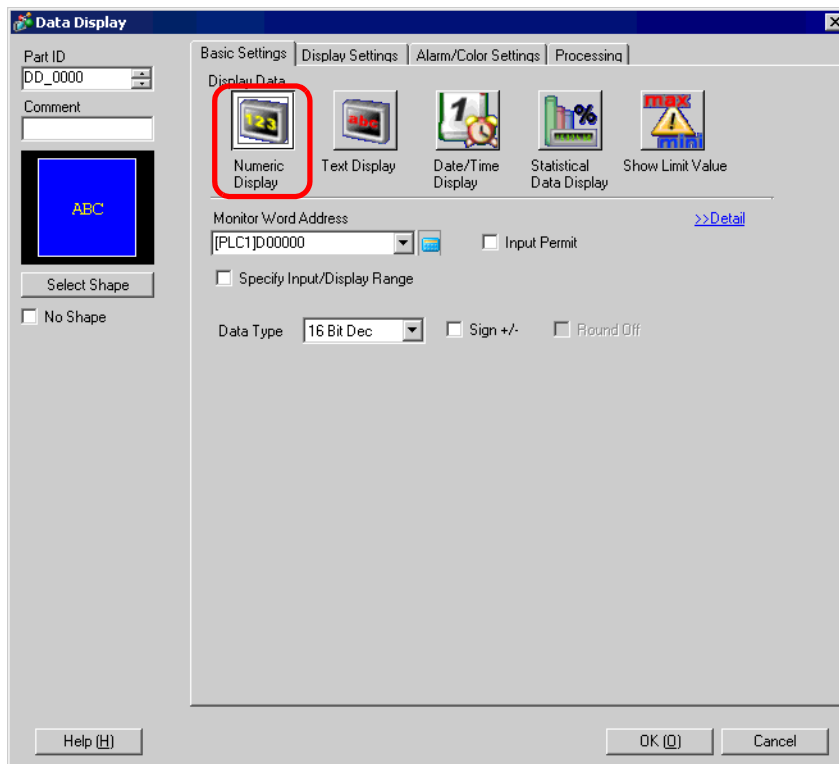 Data Display
Part ID
DD_0000
Comment
ABC
Select Shape
No Shape
Basic Settings
Display Settings
Alarm/Color Settings
Processing
Display Data
123
abc
1
%
max
mini
Numeric
Display
Text Display
Date/Time
Display
Statistical
Data Display
Show Limit Value
Monitor Word Address
>>Detail
[PLC1]D00000
Input Permit
Specify Input/Display Range
Data Type
16 Bit Dec
Sign +/-
Round Off
Help (H)
OK (O)
Cancel